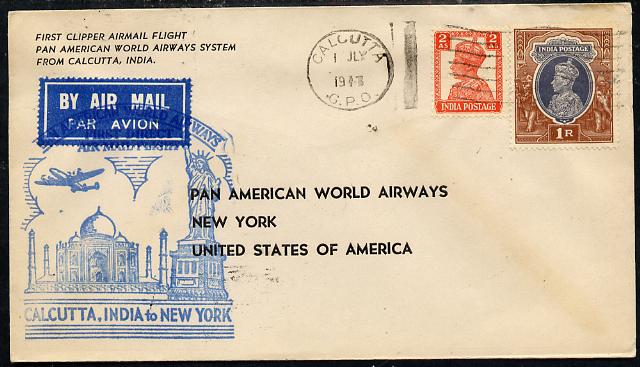 FIRST CLIPPER AIRMAIL FLIGHT
PAN AMERICAN WORLD AIRWAYS SYSTEM
FROM CALCUTTA, INDIA.
CALCUTTA
1 JLY
G.P.O.
2 AS 2 AS
INDIA POSTAGE
INDIA POSTAGE
1 R
BY AIR MAIL
PAR AVION
AIRWAYS
PAN AMERICAN WORLD AIRWAYS
NEW YORK
UNITED STATES OF AMERICA
CALCUTTA, INDIA to NEW YORK